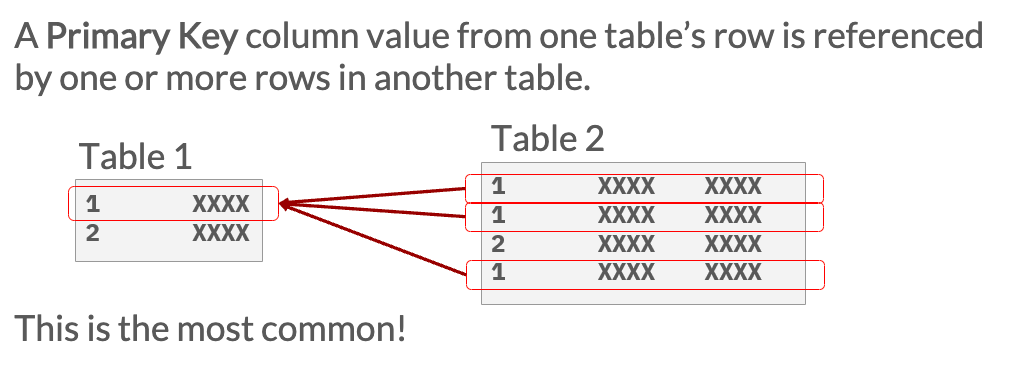 A Primary Key column value from one table's row is referenced
by one or more rows in another table.
Table 1
1 XXXX
2 XXXX
Table 2
1 XXXX XXXX
1 XXXX XXXX
2 XXXX XXXX
1 XXXX XXXX
This is the most common!